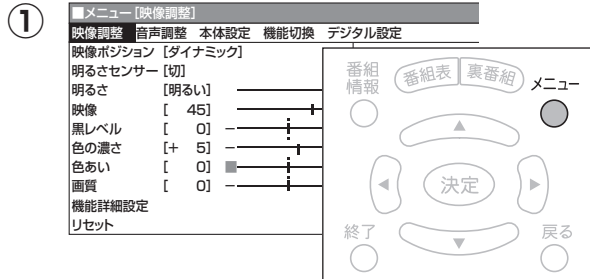 ①
■メニュー [映像調整]
映像調整 音声調整 本体設定 機能切換 デジタル設定
映像ポジション [ダイナミック]
明るさセンサー [切]
明るさ [明るい]
映像 [ 45]
黒レベル [ 0] −
色の濃さ [+ 5] −
色あい [ 0]
画質 [ 0] −
機能詳細設定
リセット
番組
情報
番組表
裏番組
メニュー
決定
終了
戻る